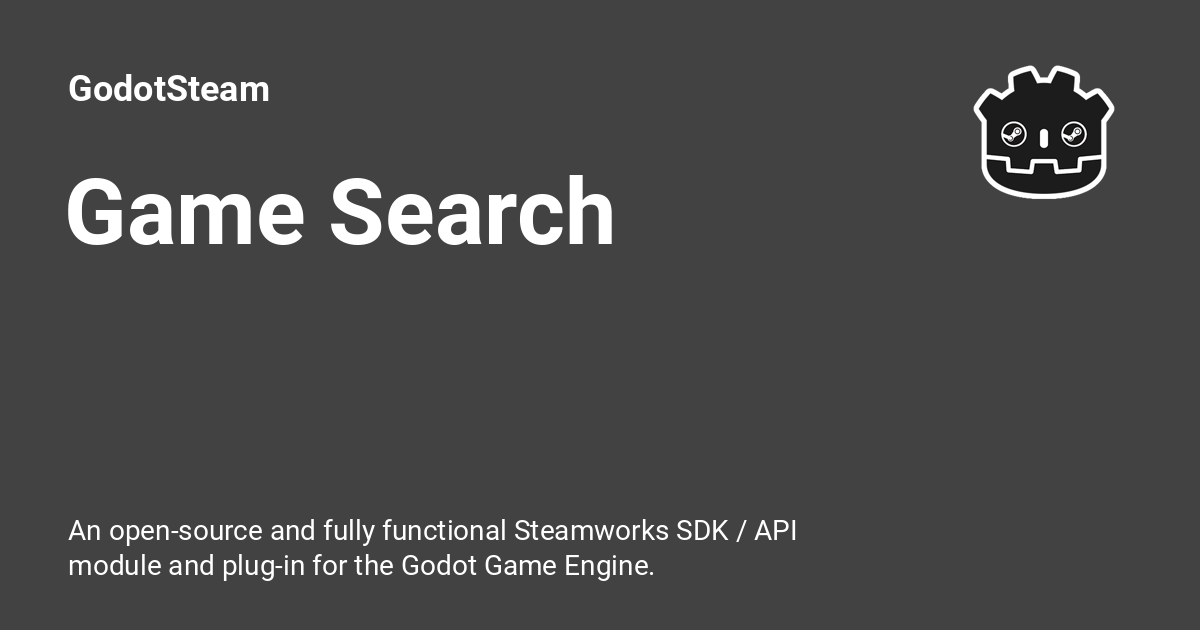 GodotSteam
Game Search
An open-source and fully functional Steamworks SDK / API
module and plug-in for the Godot Game Engine.